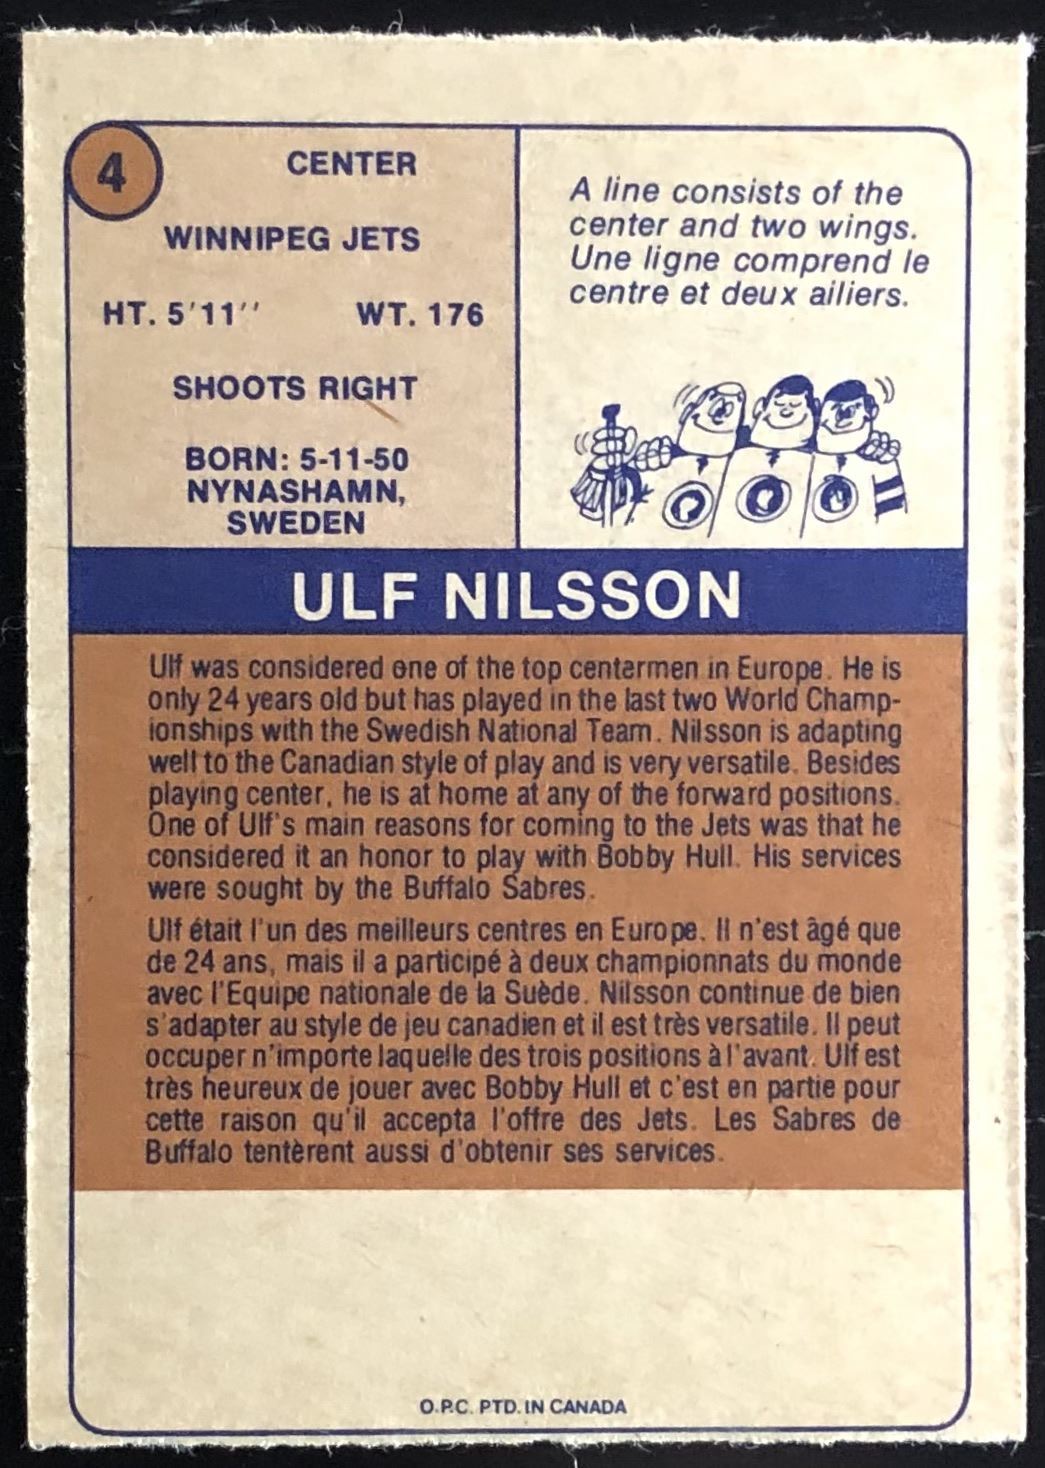 4
CENTER
WINNIPEG JETS
HT. 5'11''   WT. 176
SHOOTS RIGHT
BORN: 5-11-50
NYNASHAMN,
SWEDEN
A line consists of the
center and two wings.
Une ligne comprend le
centre et deux ailiers.
ULF NILSSON
Ulf was considered one of the top centermen in Europe. He is
only 24 years old but has played in the last two World Champ-
ionships with the Swedish National Team. Nilsson is adapting
well to the Canadian style of play and is very versatile. Besides
playing center, he is at home at any of the forward positions.
One of Ulf's main reasons for coming to the Jets was that he
considered it an honor to play with Bobby Hull. His services
were sought by the Buffalo Sabres.
Ulf était l'un des meilleurs centres en Europe. Il n'est âgé que
de 24 ans, mais il a participé à deux championnats du monde
avec l'Equipe nationale de la Suède. Nilsson continue de bien
s'adapter au style de jeu canadien et il est très versatile. Il peut
occuper n'importe laquelle des trois positions à l'avant. Ulf est
très heureux de jouer avec Bobby Hull et c'est en partie pour
cette raison qu'il accepta l'offre des Jets. Les Sabres de
Buffalo tentèrent aussi d'obtenir ses services.
O.P.C. PTD. IN CANADA